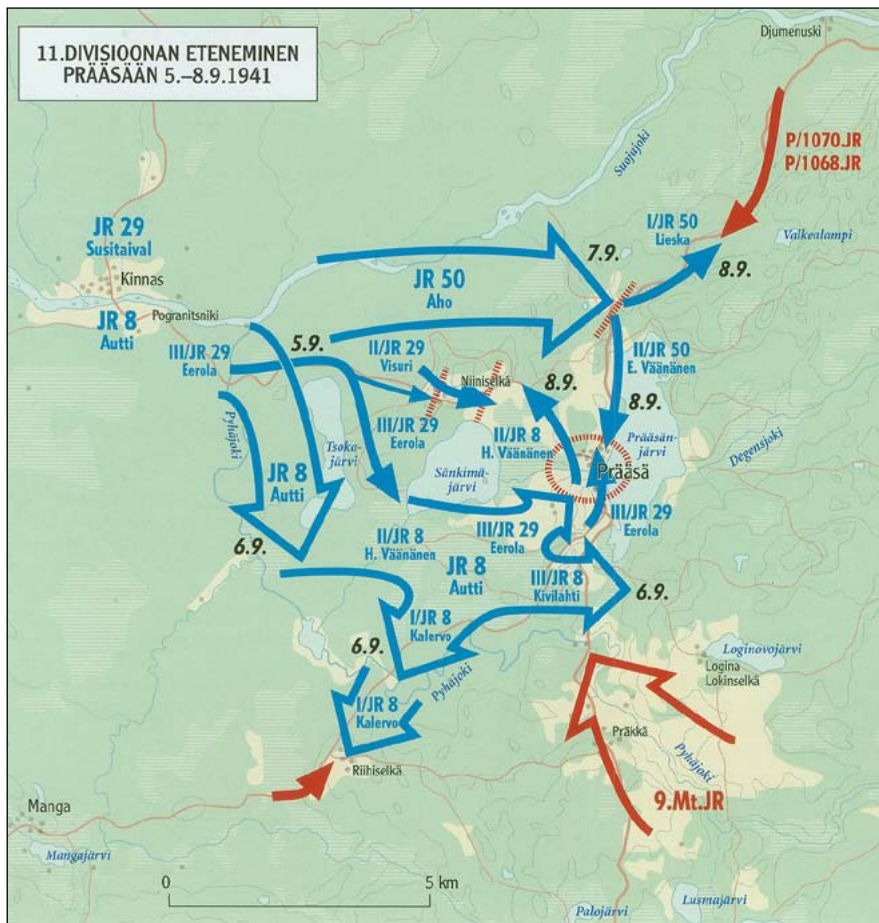 11.DIVISIOONAN ETENEMINEN
PRÄÄSÄÄN 5.–8.9.1941
Djumenuski
P/1070.JR
P/1068.JR
Suojujoki
I/JR 50
Lieska
Valkealampi
7.9.
8.9.
JR 29
Susitaival
Kinnas
JR 50
Aho
Pogranitsniki
JR 8
Autti
5.9.
III/JR 29
Eerola
II/JR 29
Visuri
Niiniselkä
8.9.
II/JR 50
E. Väänänen
8.9.
Pyhäjoki
III/JR 29
Eerola
II/JR 8
H. Väänänen
Prääsän-
järvi
Degensjoki
Tsoka-
järvi
Sänkimä-
järvi
Prääsä
JR 8
Autti
III/JR 29
Eerola
III/JR 29
Eerola
6.9.
II/JR 8
H. Väänänen
JR 8
Autti
III/JR 8
Kivilahti
6.9.
I/JR 8
Kalervo
6.9.
Pyhäjoki
Loginovojärvi
Logina
Lokinselkä
I/JR 8
Kalervo
Präkkä
Pyhäjoki
Riihiselkä
9.Mt.JR
Manga
Mangajärvi
0
5 km
Palojärvi
Lusmajärvi